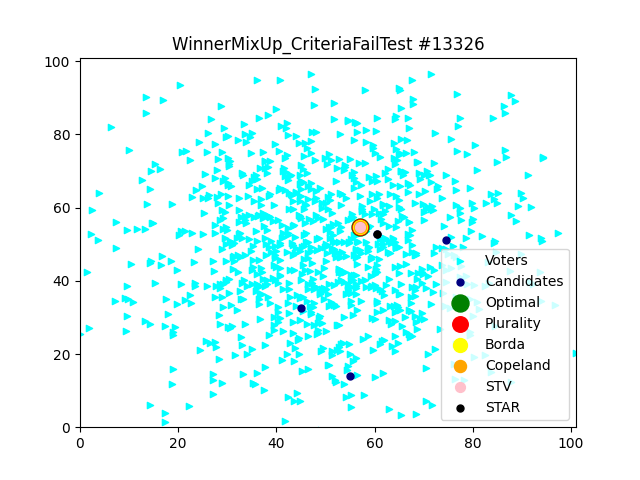 WinnerMixUp_CriteriaFailTest #13326
100
80
60
40
20
0
0 20 40 60 80 100
Voters
Candidates
Optimal
Plurality
Borda
Copeland
STV
STAR